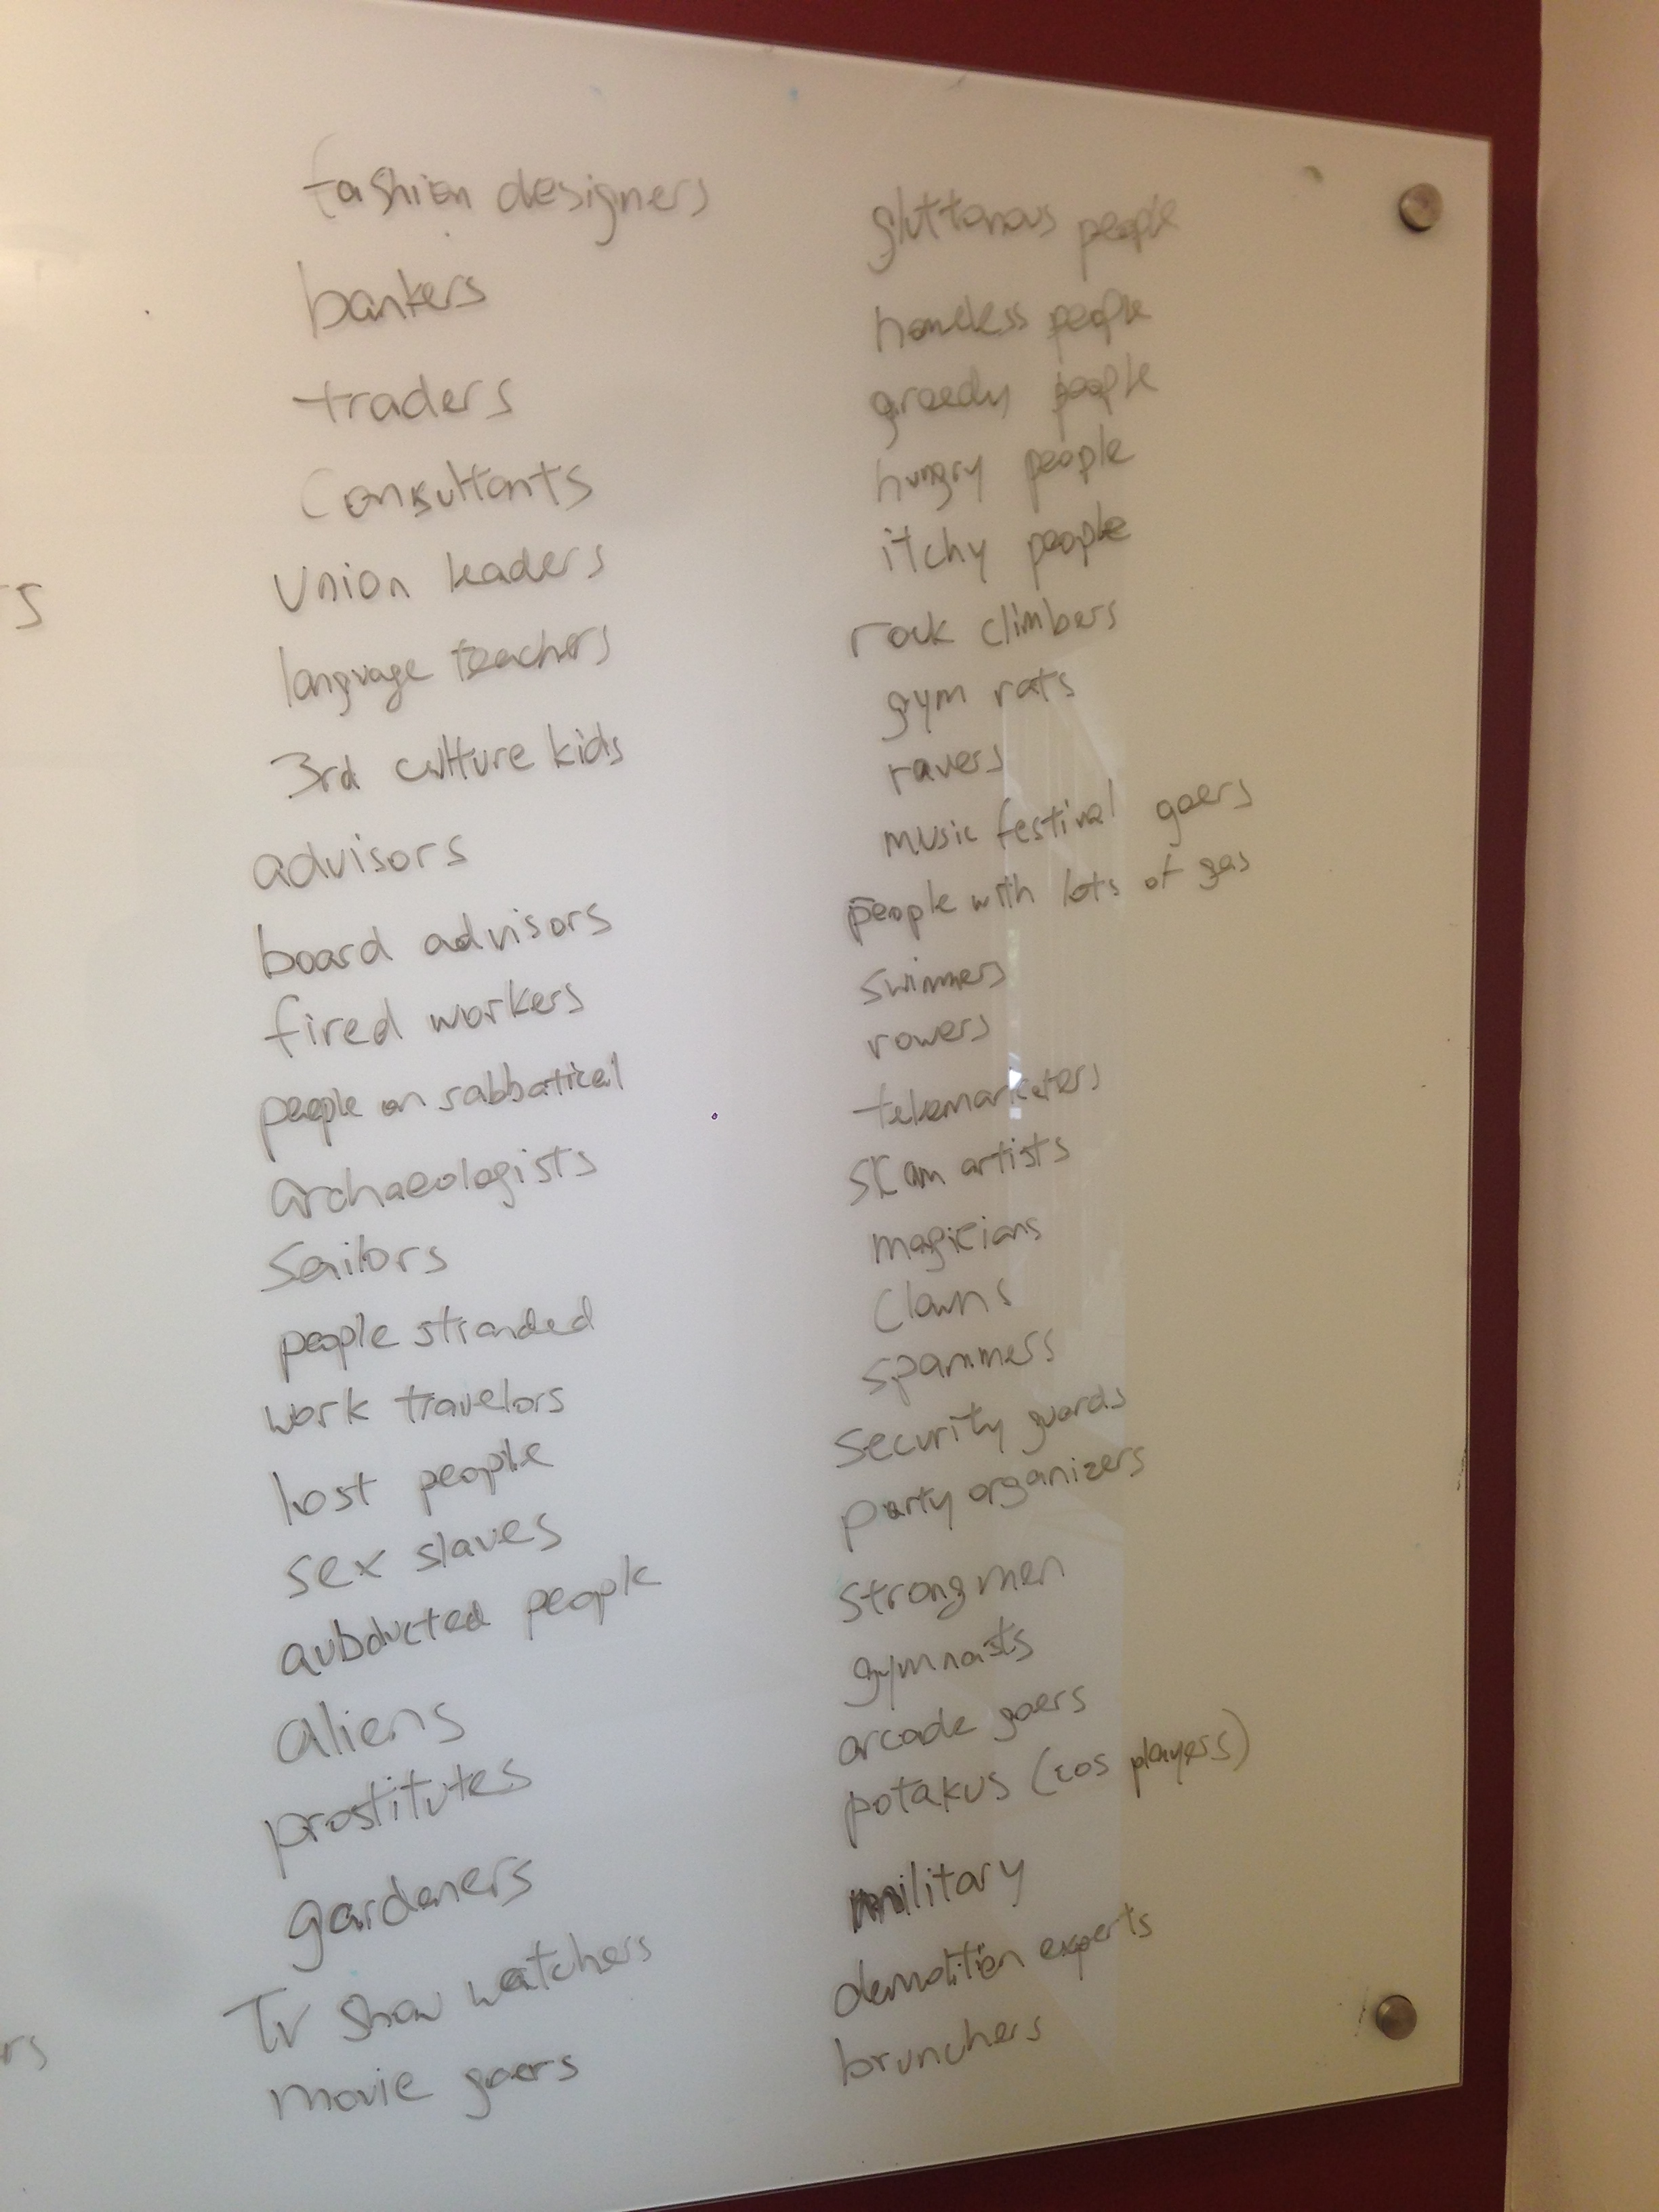 fashion designers
bankers
traders
Consultants
Union leaders
language teachers
3rd culture kids
advisors
board advisors
fired workers
people on sabbatical
archaeologists
Sailors
people stranded
work travelors
lost people
sex slaves
aubducted people
aliens
prostitutes
gardeners
TV show watchers
movie goers
gluttonous people
homeless people
greedy people
hungry people
itchy people
rock climbers
gym rats
ravers
music festival goers
people with lots of gas
swimmers
rowers
telemarketers
scam artists
magicians
Clowns
spammers
Security guards
party organizers
strongmen
gymnasts
arcade goers
potakus (cos players)
military
demolition experts
brunchers